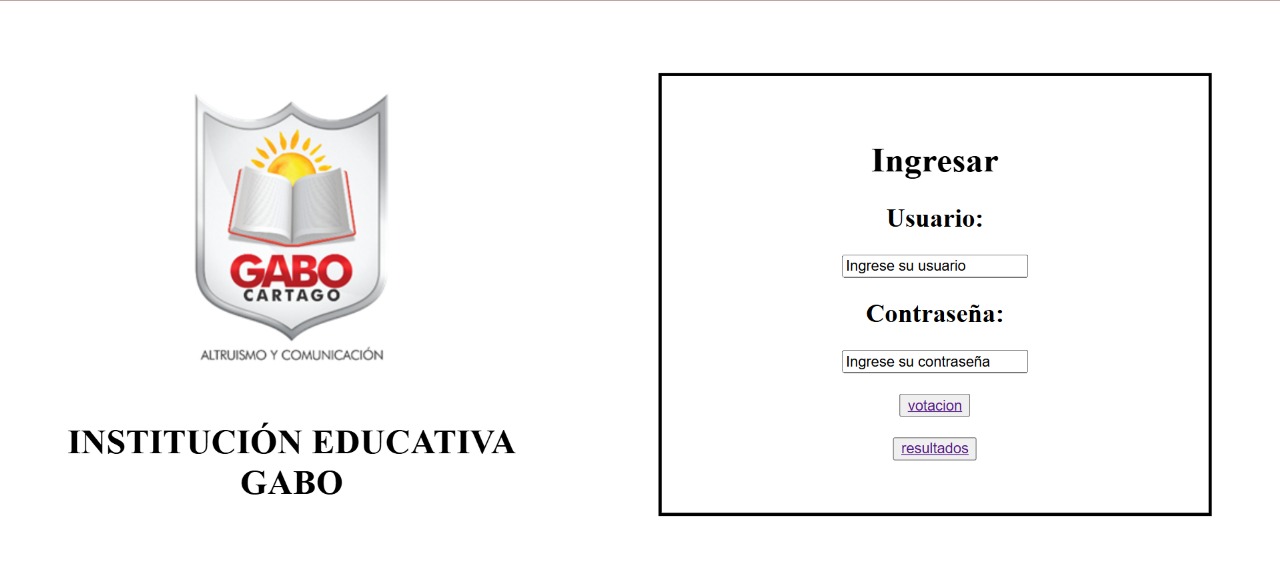 GABO
CARTAGO
ALTRUISMO Y COMUNICACIÓN
INSTITUCIÓN EDUCATIVA
GABO
Ingresar
Usuario:
Ingrese su usuario
Contraseña:
Ingrese su contraseña
votacion
resultados